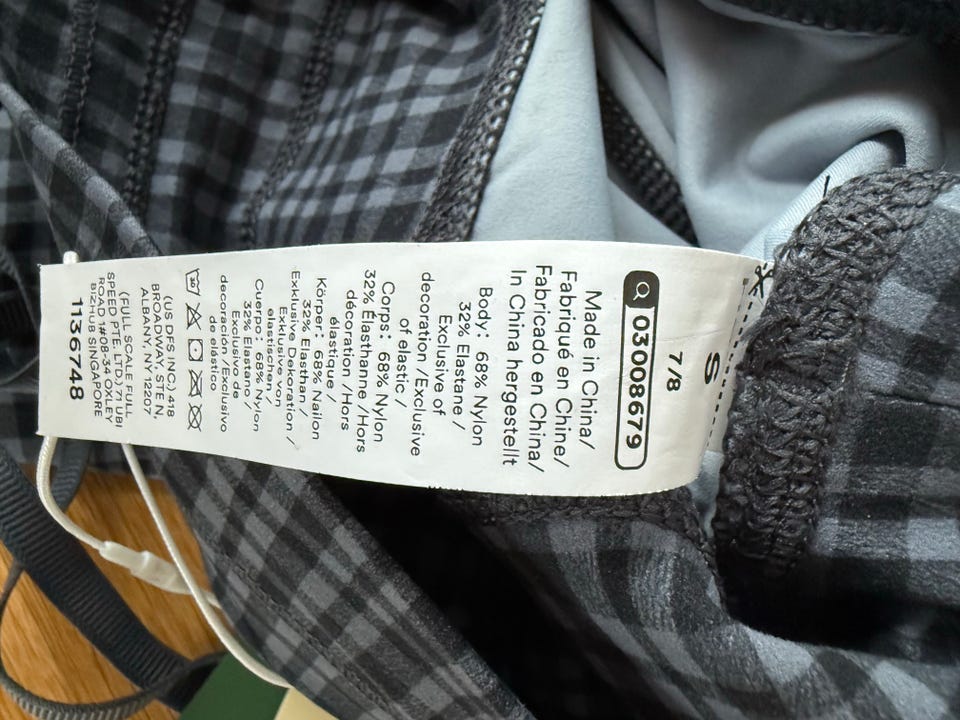 S
7/8
03008679
Made in China/
Fabriqué en Chine/
Fabricado en China/
In China hergestellt
Body: 68% Nylon
32% Elastane /
Exclusive of
decoration /Exclusive
of elastic /
Corps: 68% Nylon
32% Élasthanne /Hors
décoration /Hors
élastique /
Körper: 68% Nailon
32% Elasthan /
Exklusive Dekoration /
Exklusive von
elastischen
Cuerpo: 68% Nylon
32% Elastano /
Exclusivo de
decoración/Exclusivo
de elástico
(US DFS INC.) 418
BROADWAY, STE N,
ALBANY, NY 12207
(FULL SCALE FULL
SPEED PTE. LTD.) 71 UBI
ROAD 1#08-34 OXLEY
BIZHUB SINGAPORE
1136748